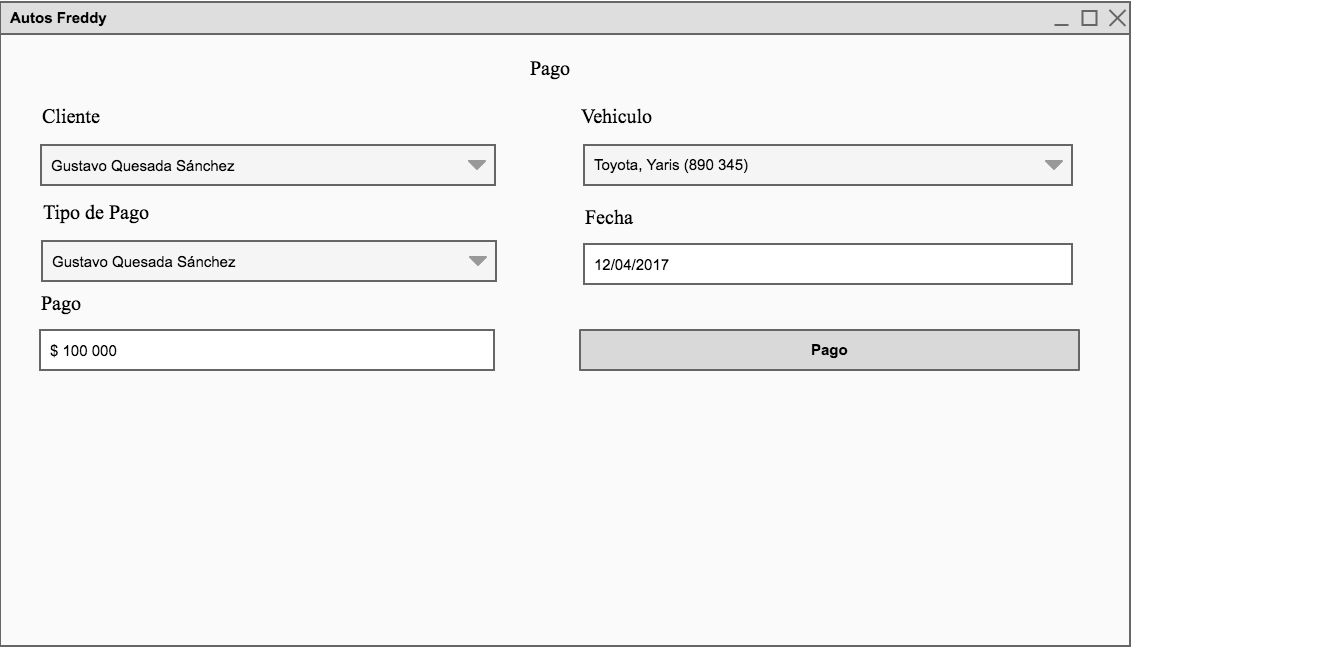 Autos Freddy
Pago
Cliente
Vehiculo
Gustavo Quesada Sánchez
Toyota, Yaris (890 345)
Tipo de Pago
Fecha
Gustavo Quesada Sánchez
12/04/2017
Pago
$ 100 000
Pago